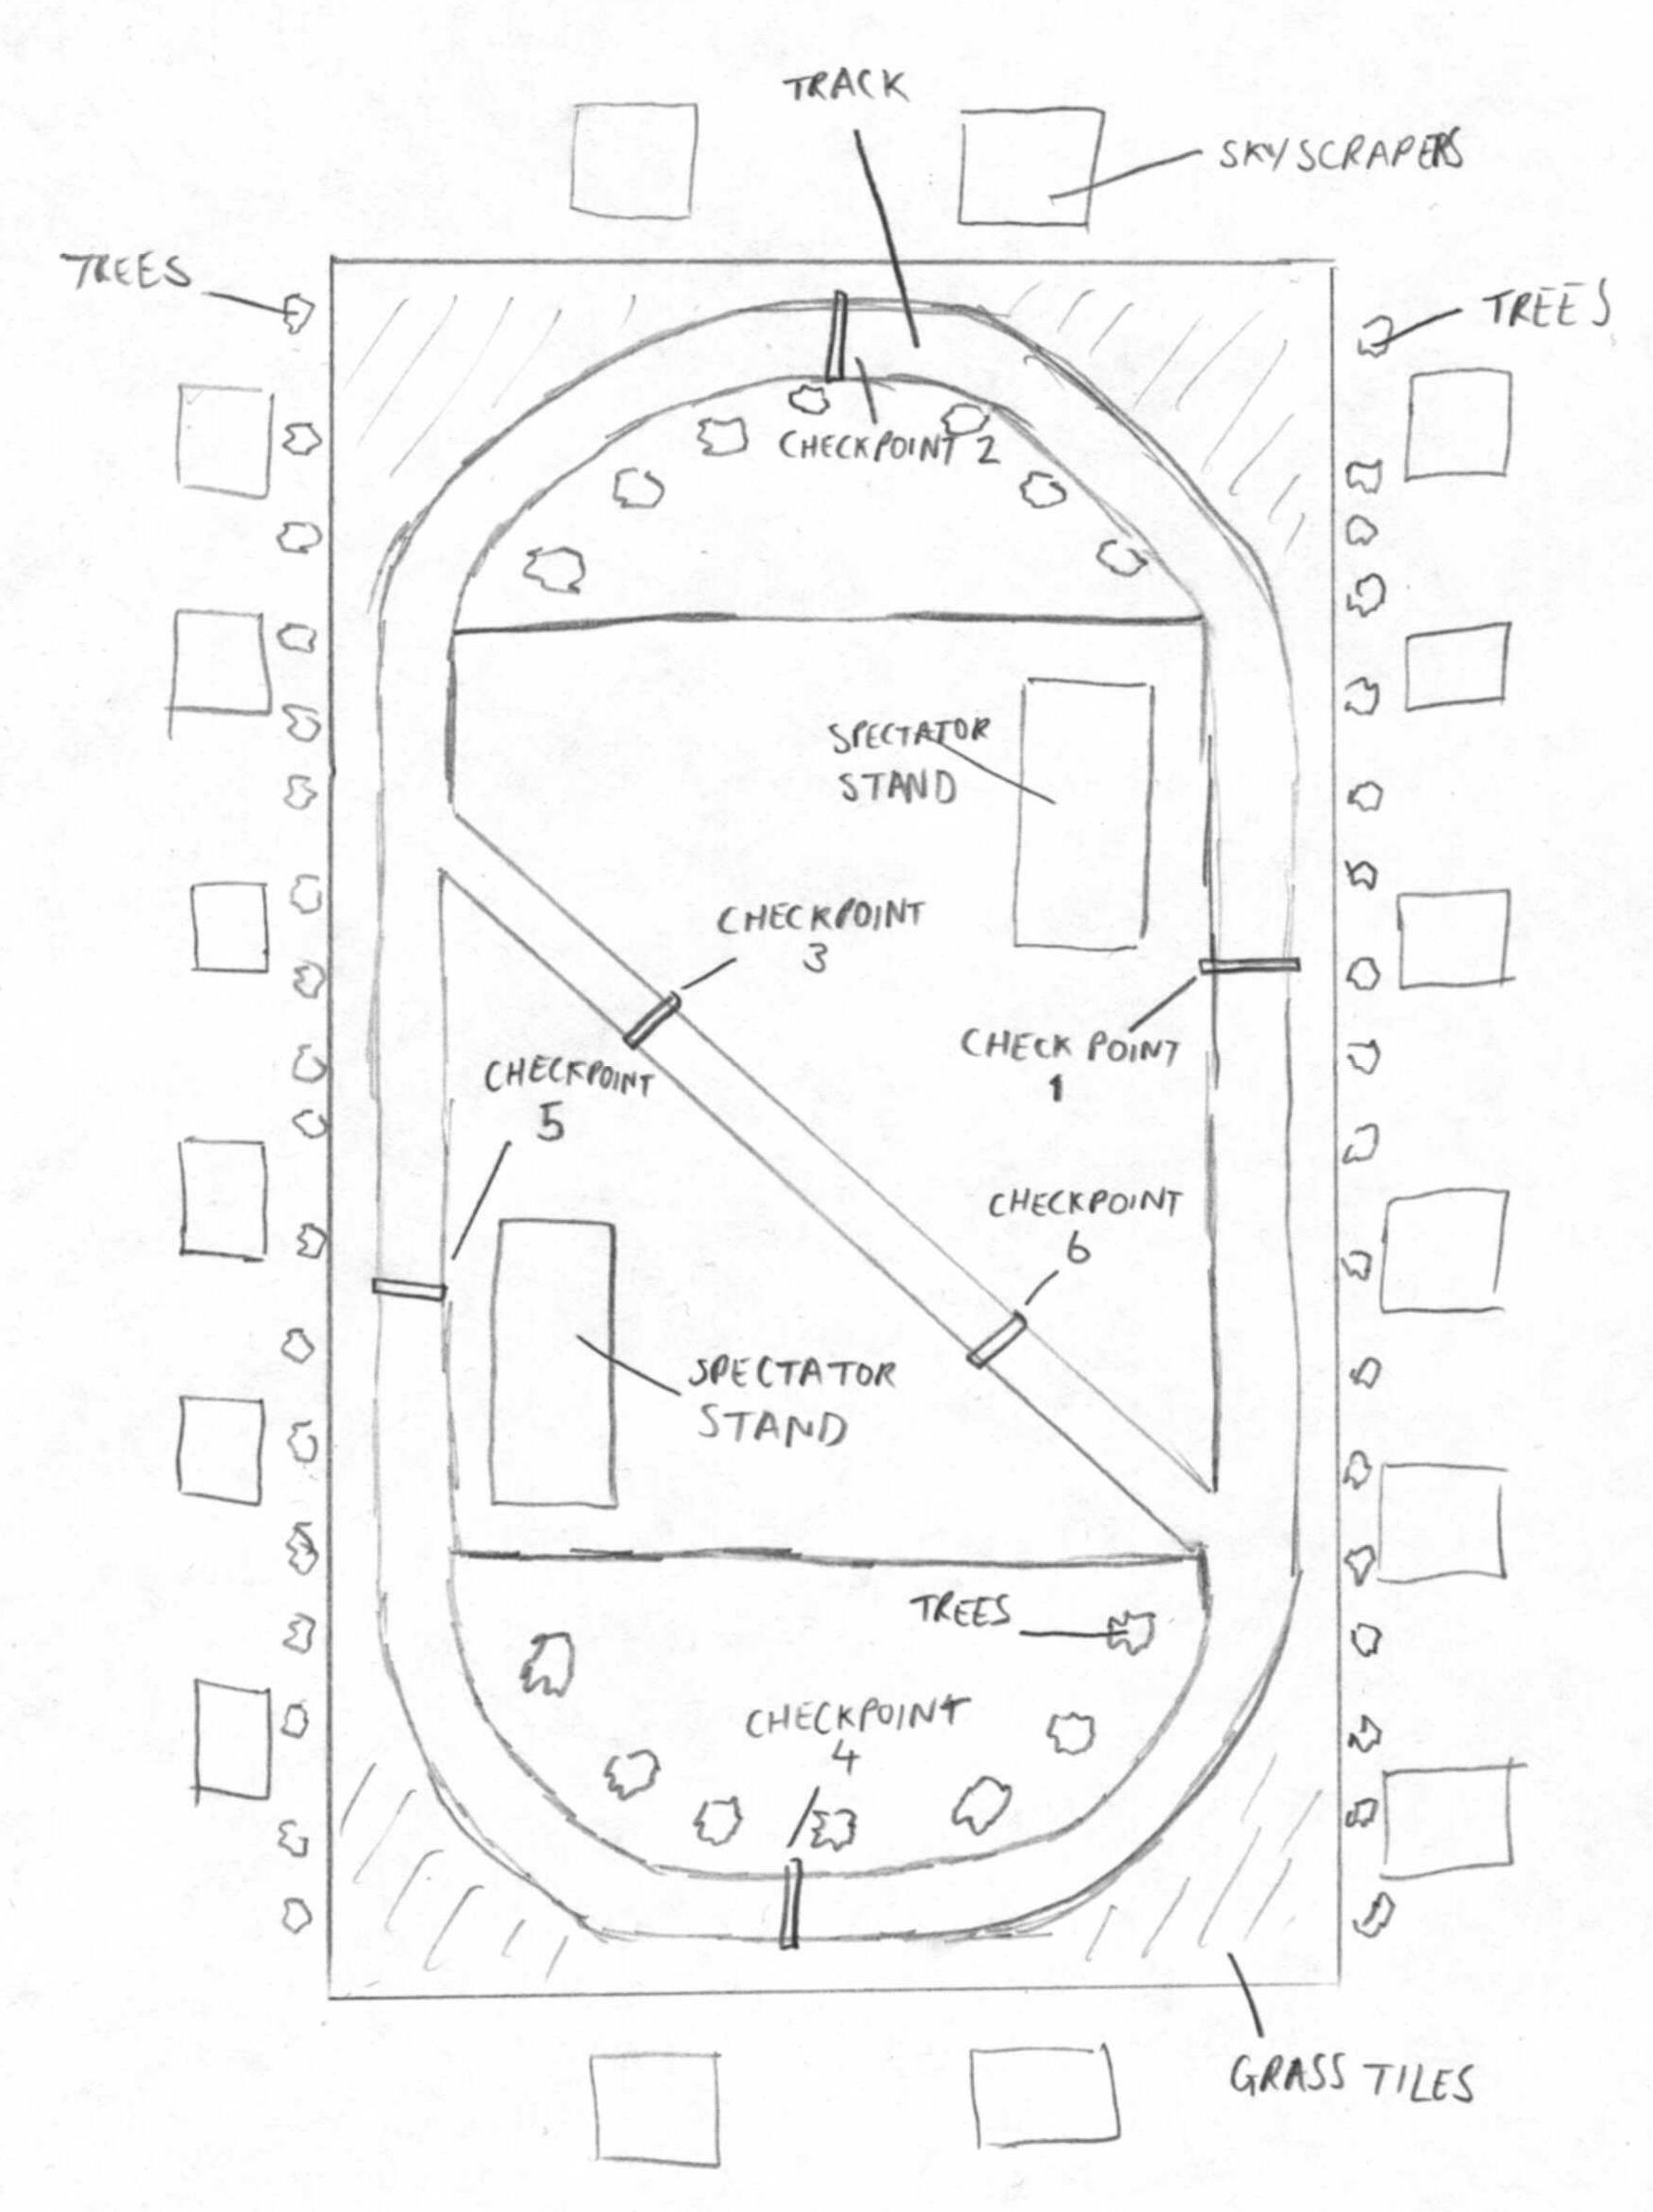 TRACK
SKYSCRAPERS
TREES
TREES
CHECKPOINT 2
SPECTATOR
STAND
CHECKPOINT
3
CHECK POINT
1
CHECKPOINT
5
CHECKPOINT
6
SPECTATOR
STAND
TREES
CHECKPOINT
4
GRASS TILES